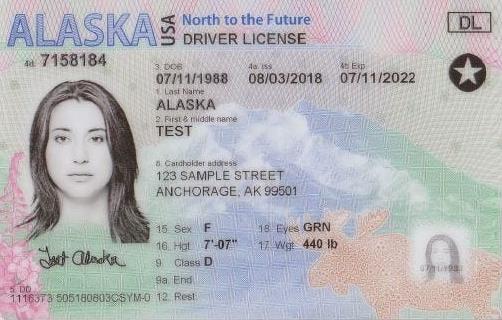 ALASKA USA North to the Future DL
DRIVER LICENSE
4d. 7158184
3. DOB 4a. Iss 4b Exp
07/11/1988 08/03/2018 07/11/2022
1. Last Name
ALASKA
2. First & middle name
TEST
8. Cardholder address
123 SAMPLE STREET
ANCHORAGE, AK 99501
15. Sex F 18. Eyes GRN
16. Hgt 7'-07" 17. Wgt 440 lb
9. Class D
9a. End
12. Rest.
Test Alaska
5. DD
1116373 505180803CSYM-0
07/11/1988